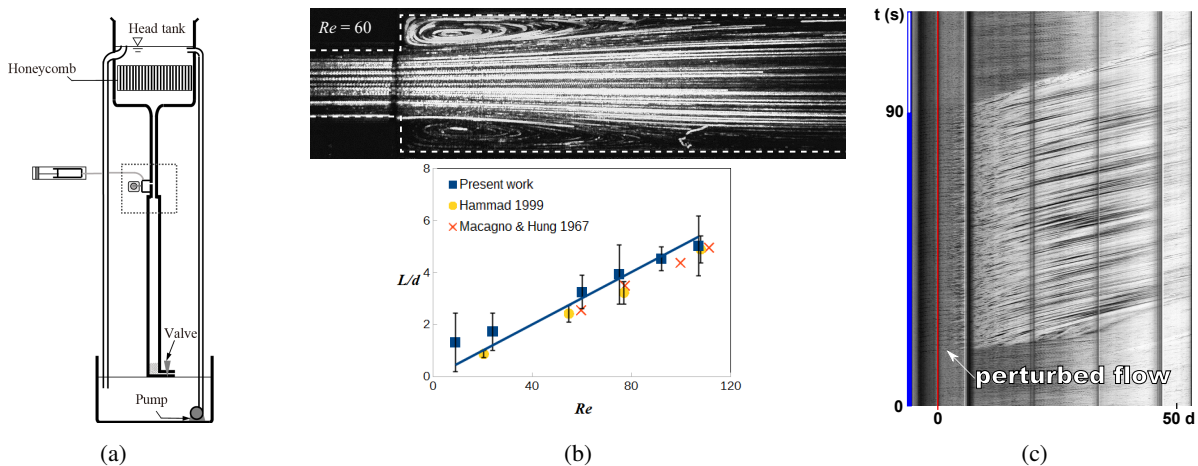 Head tank
Honeycomb
Valve
Pump
(a)
Re = 60
8
6
4
2
0
L/d
Present work
Hammad 1999
Macagno & Hung 1967
0
40
80
120
Re
(b)
t (s)
90
0
perturbed flow
0
50 d
(c)